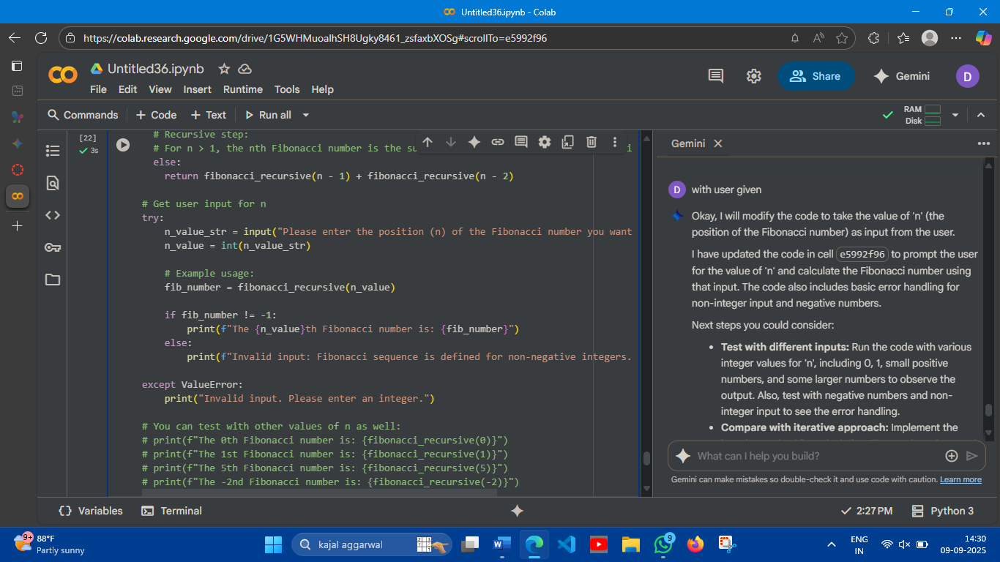 Untitled36.ipynb - Colab
https://colab.research.google.com/drive/1G5WHMuoaIhSH8Ugky8461_zsfaxbXOSg#scrollTo=e5992f96
Untitled36.ipynb
File Edit View Insert Runtime Tools Help
Share
Gemini
D
Commands + Code + Text Run all
RAM
Disk
[22]
3s
# Recursive step:
# For n > 1, the nth Fibonacci number is the su
else:
return fibonacci_recursive(n - 1) + fibonacci_recursive(n - 2)
# Get user input for n
try:
n_value_str = input("Please enter the position (n) of the Fibonacci number you want
n_value = int(n_value_str)
# Example usage:
fib_number = fibonacci_recursive(n_value)
if fib_number != -1:
print(f"The {n_value}th Fibonacci number is: {fib_number}")
else:
print(f"Invalid input: Fibonacci sequence is defined for non-negative integers.
except ValueError:
print("Invalid input. Please enter an integer.")
# You can test with other values of n as well:
# print(f"The 0th Fibonacci number is: {fibonacci_recursive(0)}")
# print(f"The 1st Fibonacci number is: {fibonacci_recursive(1)}")
# print(f"The 5th Fibonacci number is: {fibonacci_recursive(5)}")
# print(f"The -2nd Fibonacci number is: {fibonacci_recursive(-2)}")
Gemini
D with user given
Okay, I will modify the code to take the value of 'n' (the
position of the Fibonacci number) as input from the user.
I have updated the code in cell e5992f96 to prompt the user
for the value of 'n' and calculate the Fibonacci number using
that input. The code also includes basic error handling for
non-integer input and negative numbers.
Next steps you could consider:
• Test with different inputs: Run the code with various
integer values for 'n', including 0, 1, small positive
numbers, and some larger numbers to observe the
output. Also, test with negative numbers and non-
integer input to see the error handling.
• Compare with iterative approach: Implement the
What can I help you build?
Gemini can make mistakes so double-check it and use code with caution. Learn more
Variables
Terminal
2:27 PM
Python 3
9+
88°F
Partly sunny
kajal aggarwal
9
ENG
IN
14:30
09-09-2025